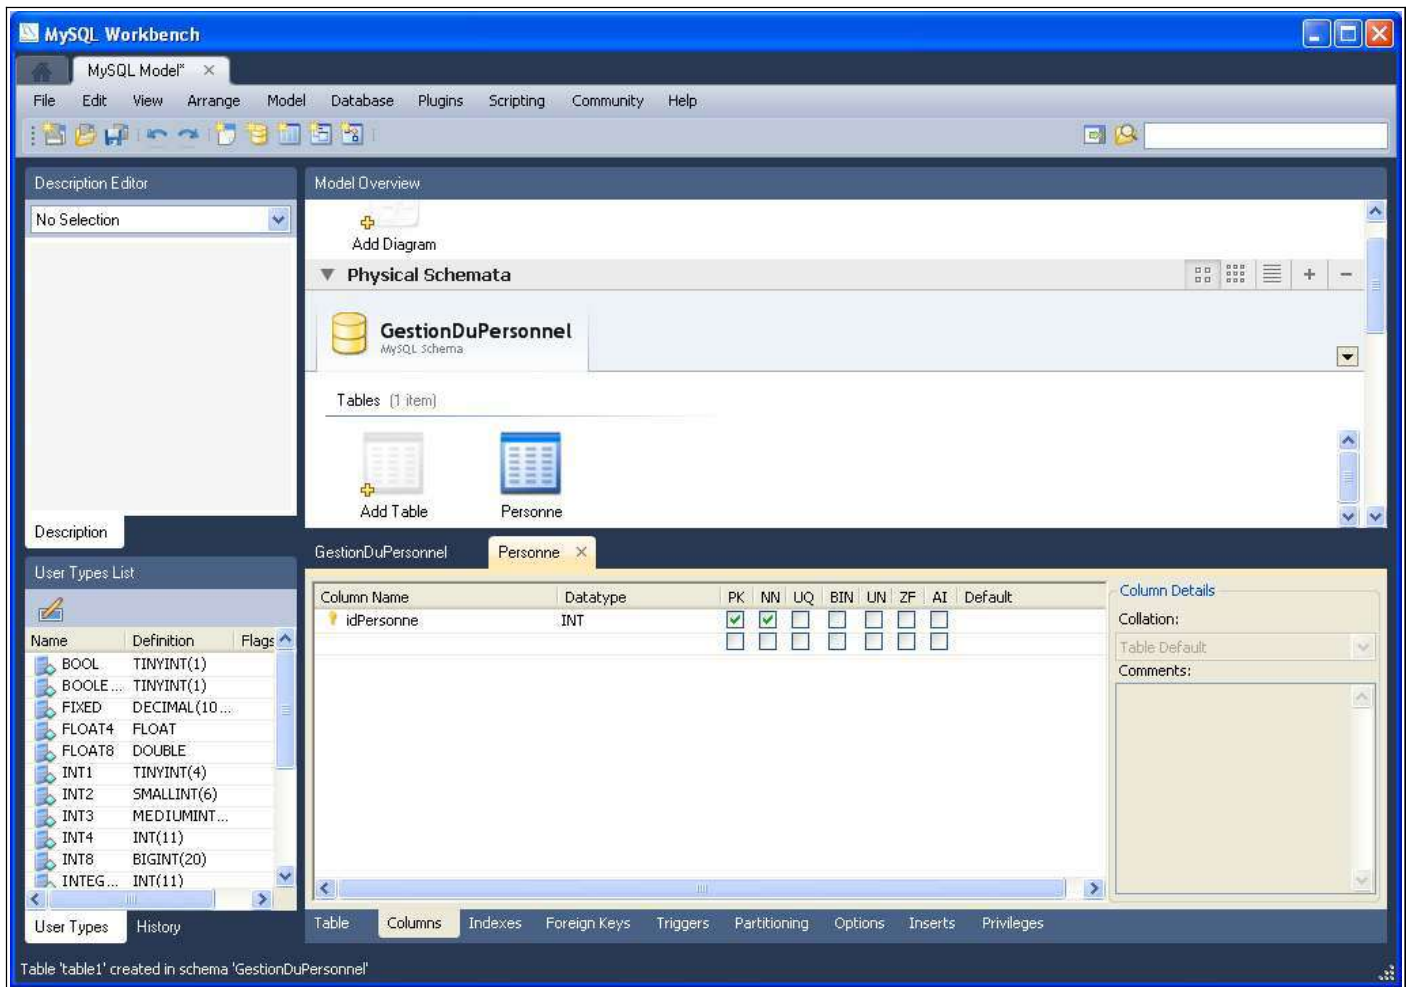 MySQL Workbench
MySQL Model*
File Edit View Arrange Model Database Plugins Scripting Community Help
Description Editor
No Selection
Description
User Types List
Name Definition Flags
BOOL TINYINT(1)
BOOLE... TINYINT(1)
FIXED DECIMAL(10...
FLOAT4 FLOAT
FLOAT8 DOUBLE
INT1 TINYINT(4)
INT2 SMALLINT(6)
INT3 MEDIUMINT...
INT4 INT(11)
INT8 BIGINT(20)
INTEG... INT(11)
User Types History
Model Overview
Add Diagram
Physical Schemata
GestionDuPersonnel
MySQL Schema
Tables (1 item)
Add Table Personne
GestionDuPersonnel Personne
Column Name Datatype PK NN UQ BIN UN ZF AI Default
idPersonne INT
Column Details
Collation:
Table Default
Comments:
Table Columns Indexes Foreign Keys Triggers Partitioning Options Inserts Privileges
Table 'table1' created in schema 'GestionDuPersonnel'